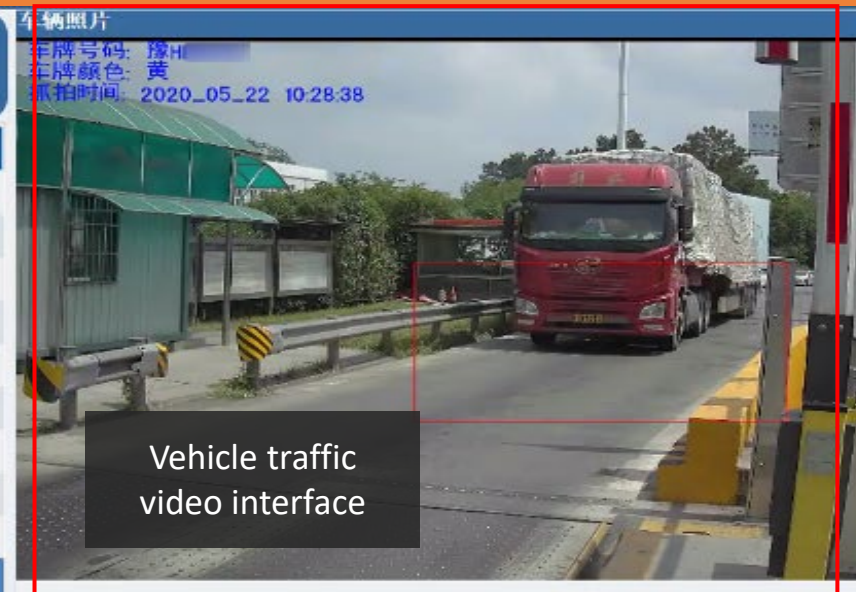 车辆照片
车牌号码: 豫H
车牌颜色: 黄
抓拍时间: 2020_05_22 10:28:38
Vehicle traffic
video interface